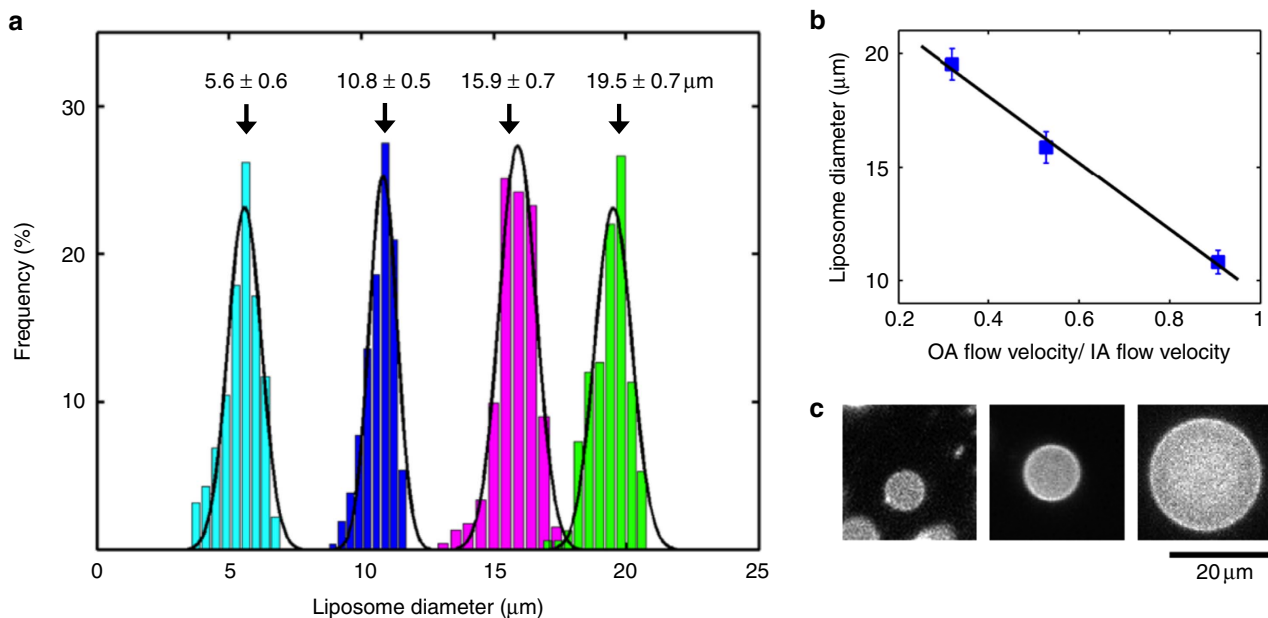 a
5.6 ± 0.6 10.8 ± 0.5 15.9 ± 0.7 19.5 ± 0.7 μm
30
20
10
Frequency (%)
0 5 10 15 20 25
Liposome diameter (μm)
b
20
15
10
Liposome diameter (μm)
0.2 0.4 0.6 0.8 1
OA flow velocity/ IA flow velocity
c
20 μm